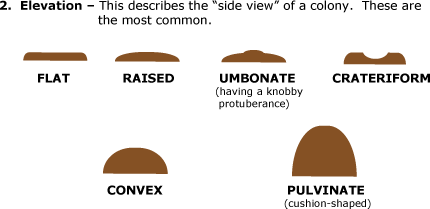 2.  Elevation – This describes the “side view” of a colony.  These are
the most common.
FLAT
RAISED
UMBONATE
(having a knobby
protuberance)
CRATERIFORM
CONVEX
PULVINATE
(cushion-shaped)